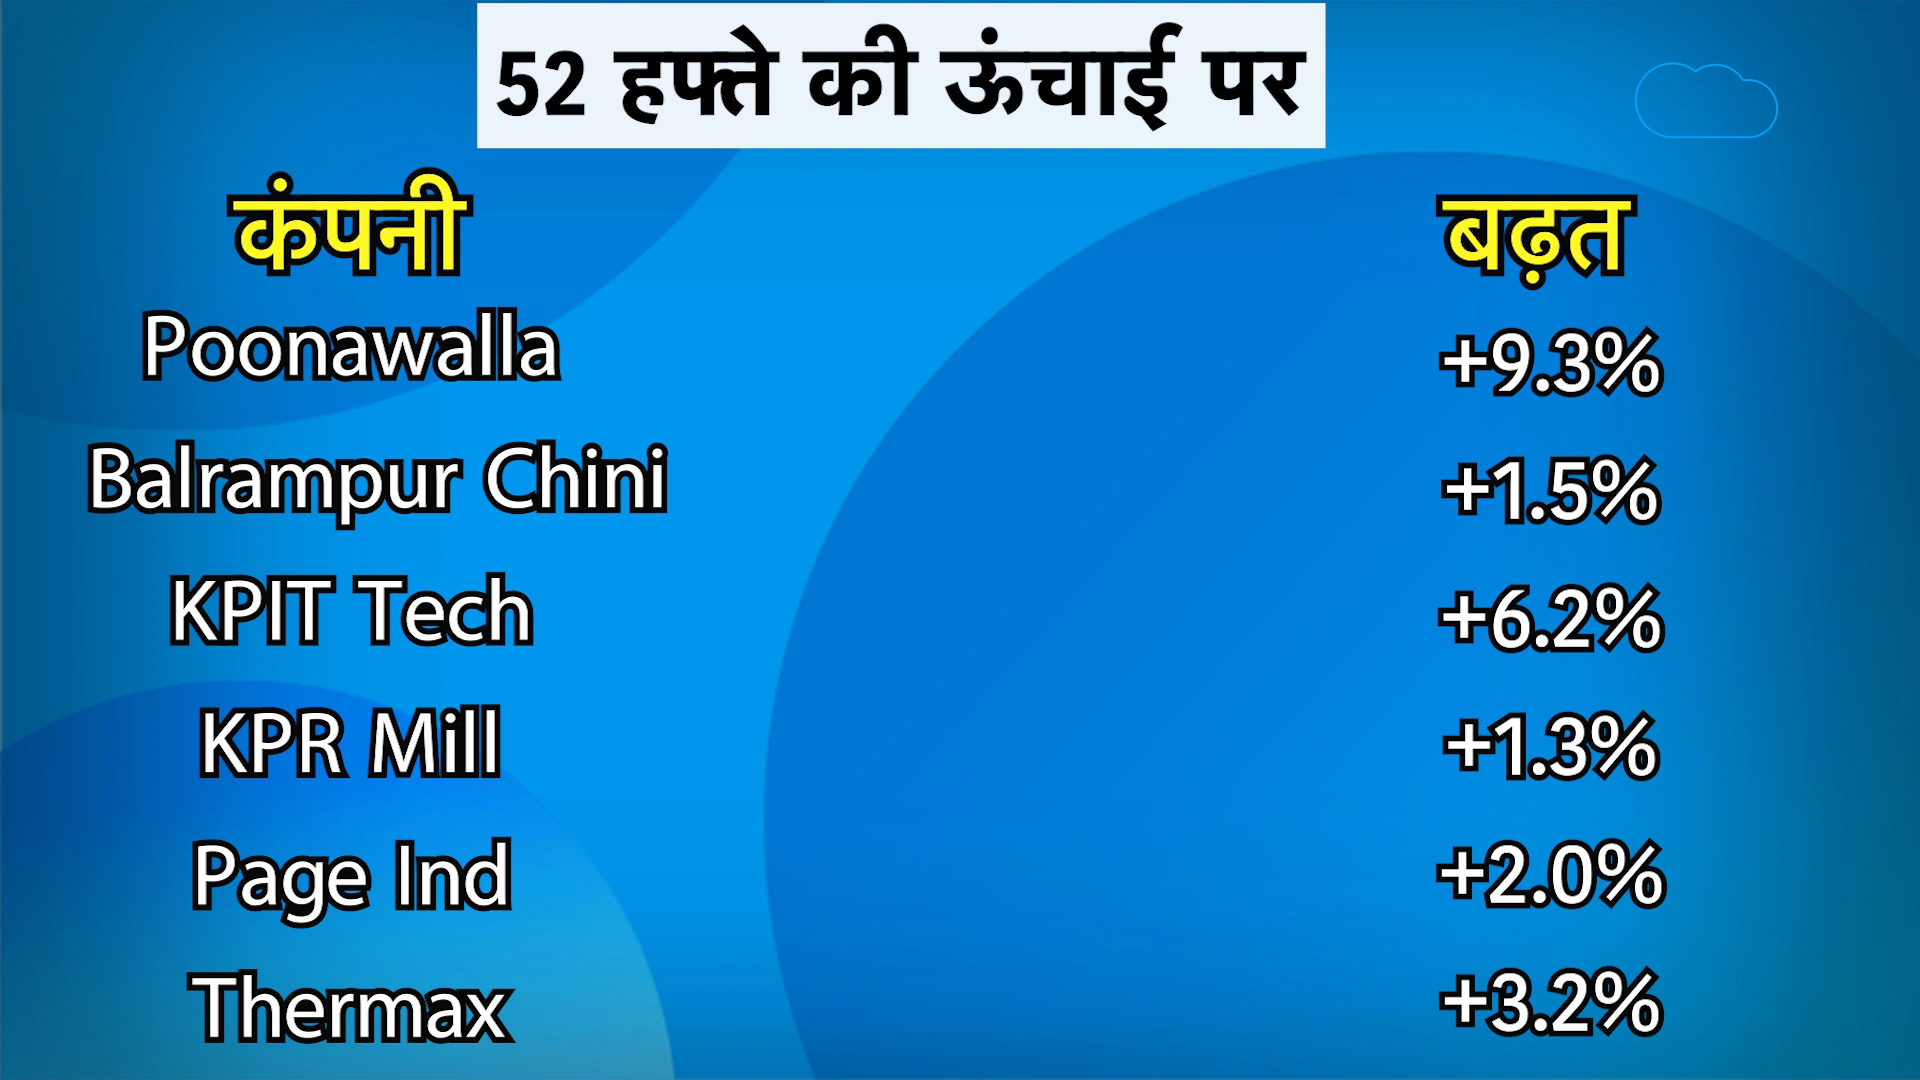 52 हफ्ते की ऊंचाई पर
कंपनी बढ़त
Poonawalla +9.3%
Balrampur Chini +1.5%
KPIT Tech +6.2%
KPR Mill +1.3%
Page Ind +2.0%
Thermax +3.2%